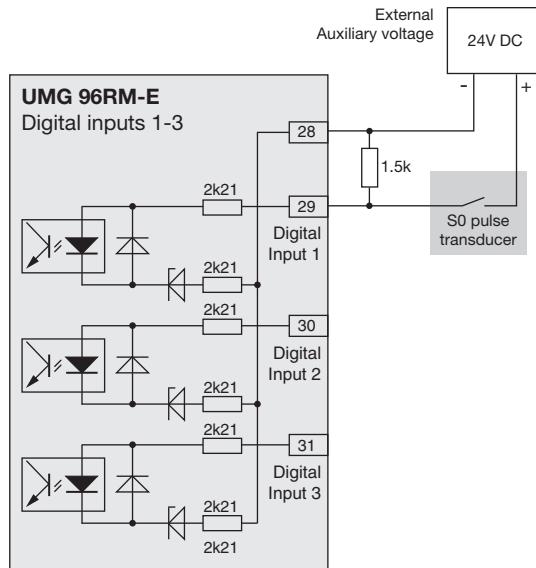 External
Auxiliary voltage
24V DC
-
+
UMG 96RM-E
Digital inputs 1-3
28
1.5k
2k21
29
S0 pulse
transducer
Digital
Input 1
2k21
2k21
30
Digital
Input 2
2k21
2k21
31
Digital
Input 3
2k21
2k21